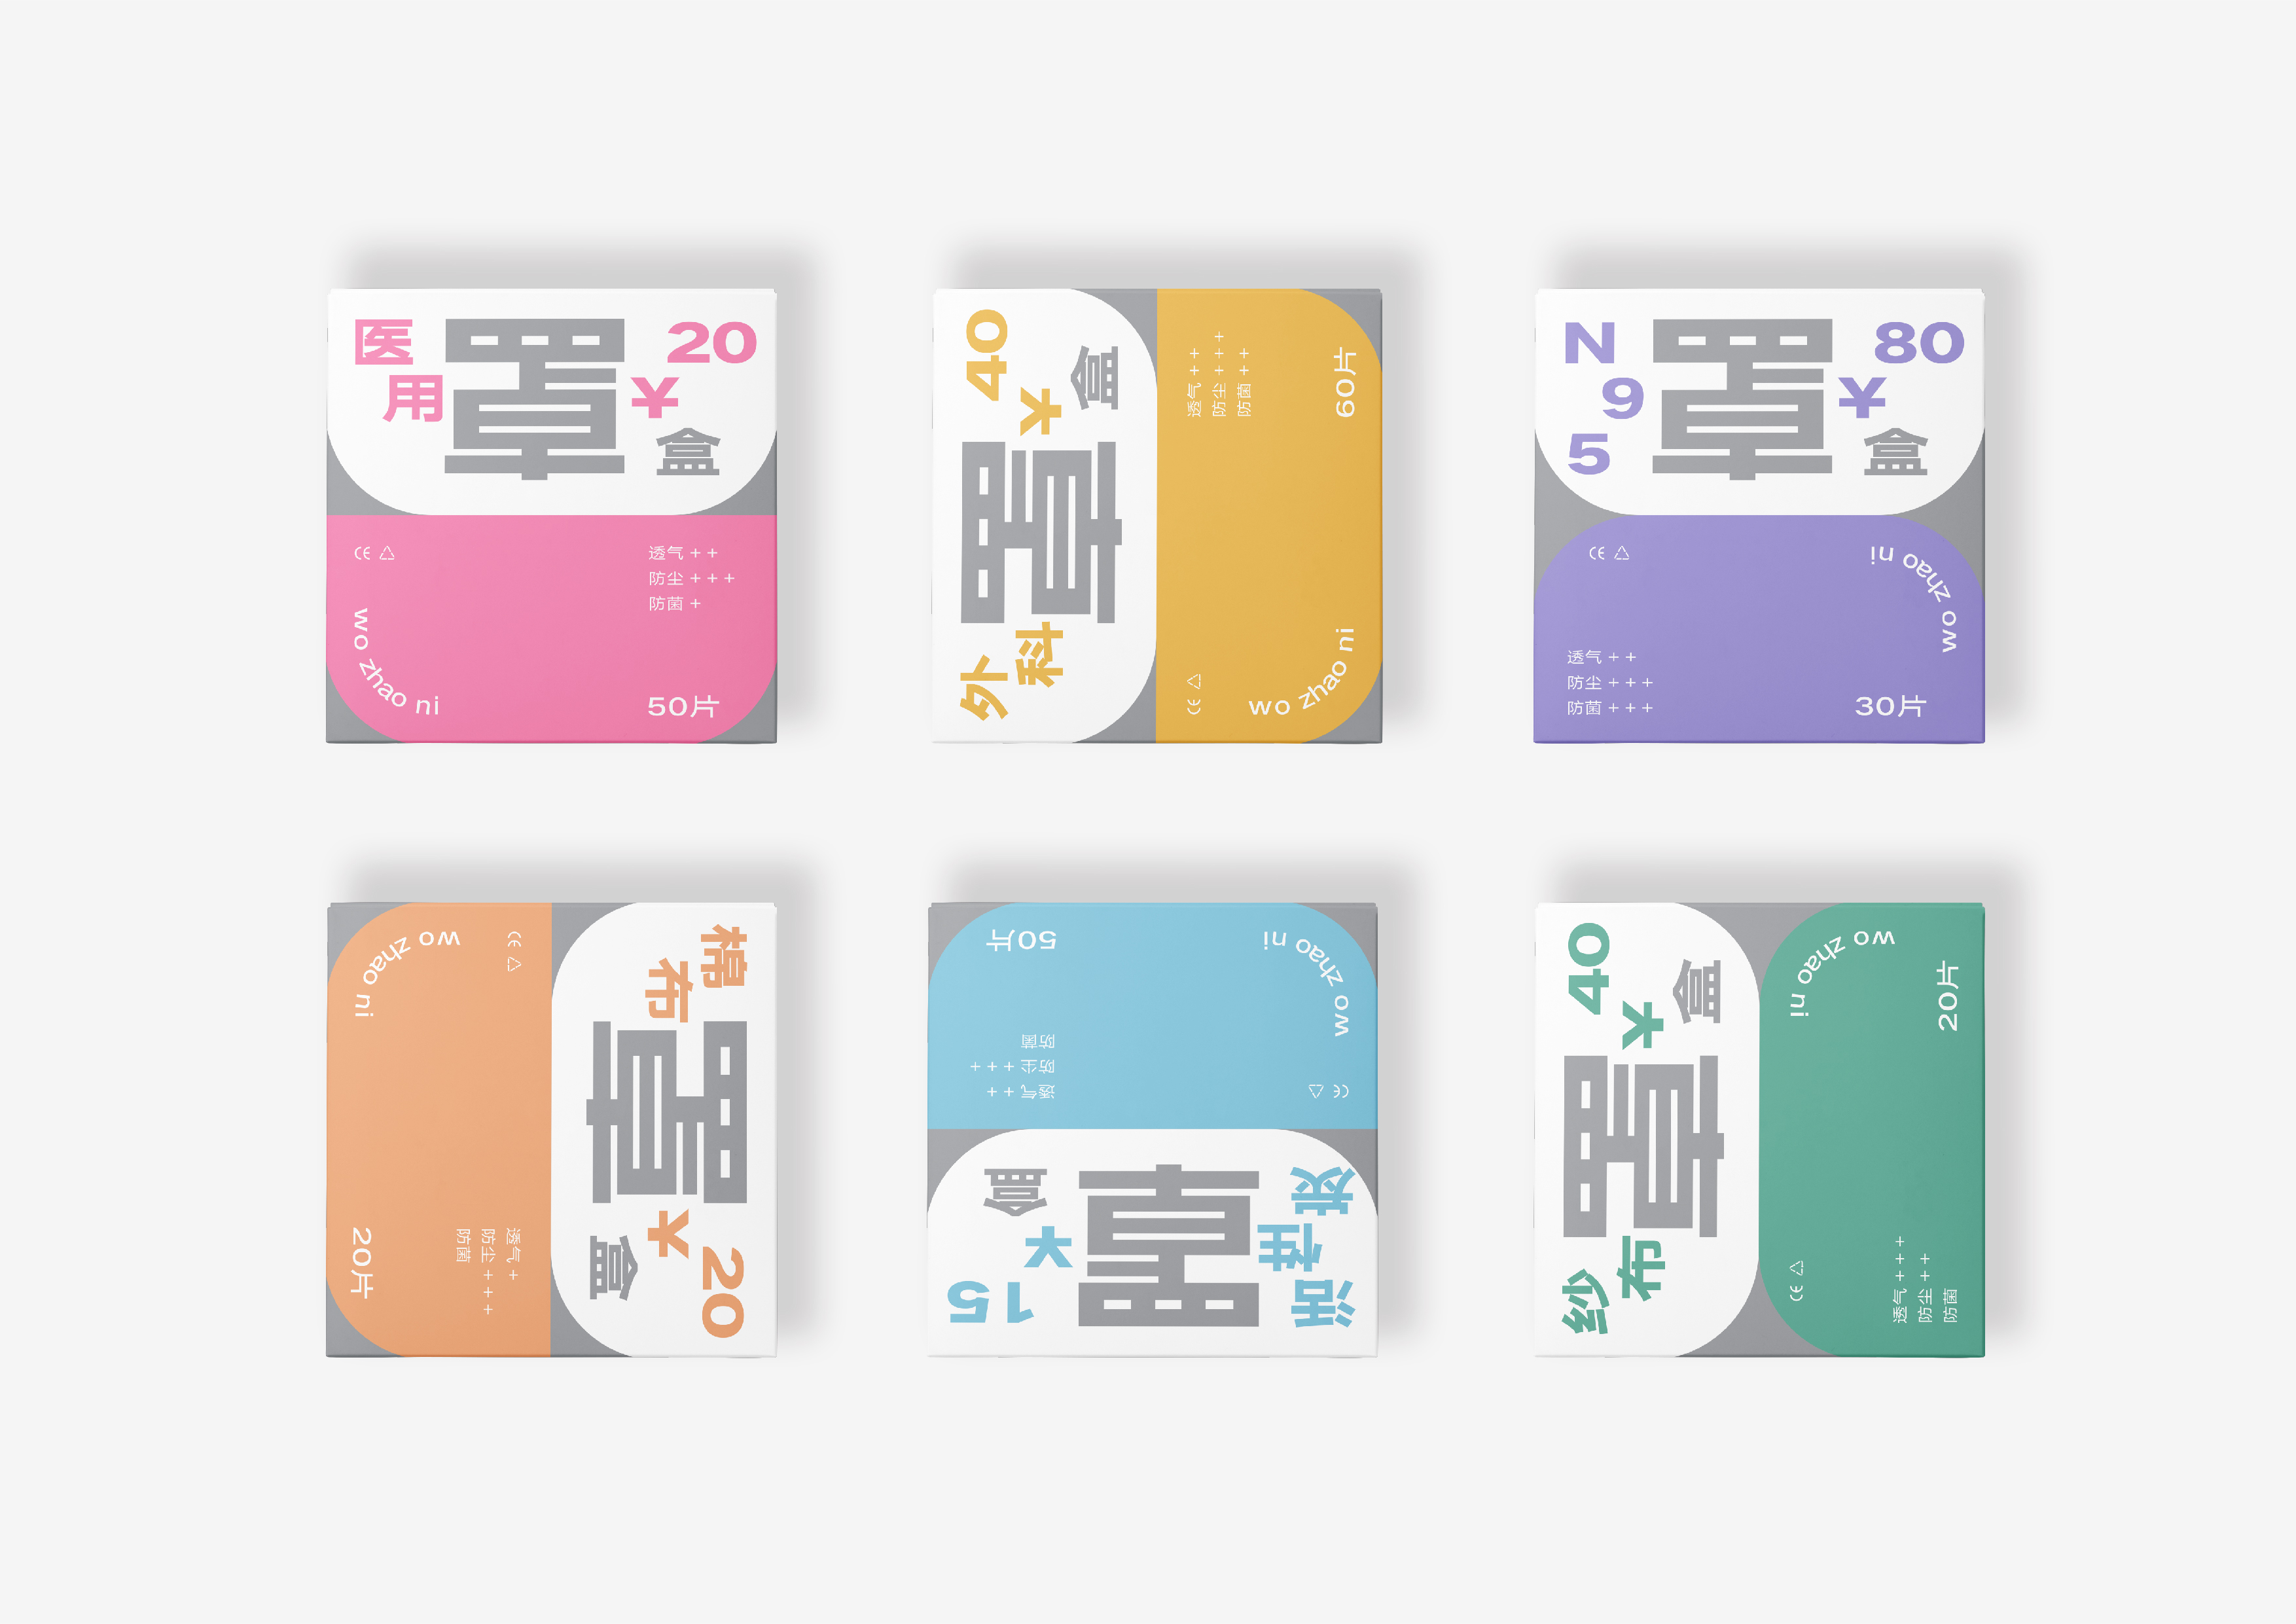 医用
罩
20
¥
盒
CE
透气 + +
防尘 + + +
防菌 +
wo zhao ni
50片
外科
罩
40
¥
盒
透气 + +
防尘 + + +
防菌 + +
60片
CE
wo zhao ni
N95
罩
80
¥
盒
CE
wo zhao ni
透气 + +
防尘 + + +
防菌 + + +
30片
棉布
罩
20
¥
盒
CE
wo zhao ni
透气 +
防尘 + + +
防菌
20片
活性炭
罩
15
¥
盒
CE
wo zhao ni
透气 + +
防尘 + + +
防菌
50片
纱布
罩
40
¥
盒
CE
wo zhao ni
透气 + + +
防尘 + +
防菌
20片